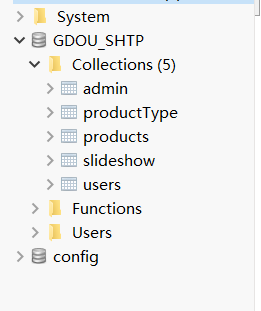 System
GDOU_SHTP
Collections (5)
admin
productType
products
slideshow
users
Functions
Users
config